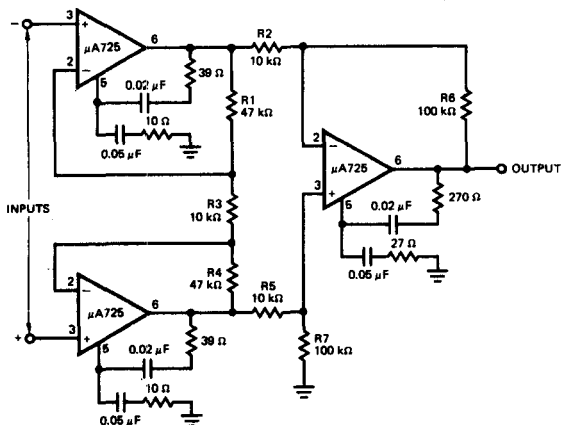 − 3 +
μA725
6
2 −
5
0.02 μF
39 Ω
10 Ω
0.05 μF
R1
47 kΩ
R2
10 kΩ
R6
100 kΩ
2 −
μA725
6
3 +
5
OUTPUT
0.02 μF
270 Ω
27 Ω
0.05 μF
INPUTS
R3
10 kΩ
R4
47 kΩ
R5
10 kΩ
R7
100 kΩ
2 −
μA725
6
+ 3 +
5
0.02 μF
39 Ω
10 Ω
0.05 μF